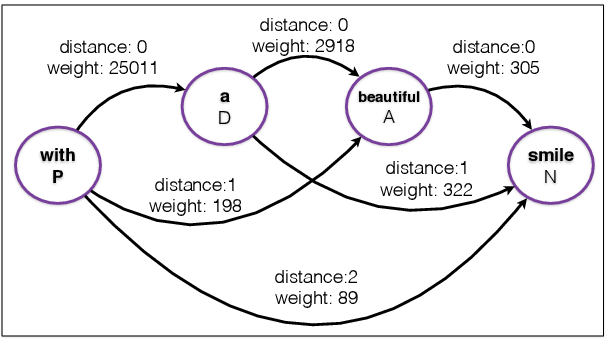 distance: 0
weight: 25011
distance: 0
weight: 2918
distance:0
weight: 305
a
D
beautiful
A
with
P
smile
N
distance:1
weight: 198
distance:1
weight: 322
distance:2
weight: 89